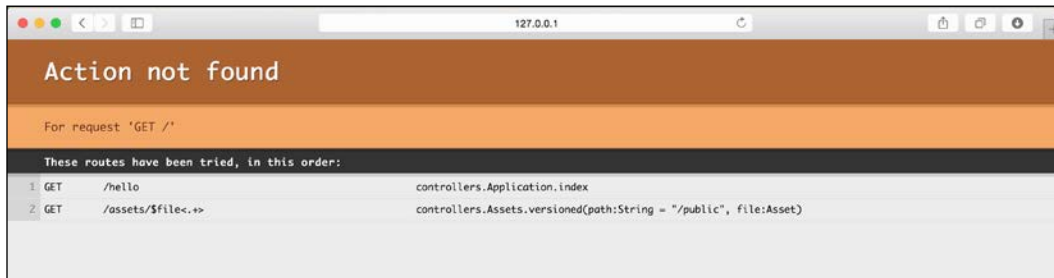 127.0.0.1
Action not found
For request 'GET /'
These routes have been tried, in this order:
1 GET /hello controllers.Application.index
2 GET /assets/$file<.+> controllers.Assets.versioned(path:String = "/public", file:Asset)